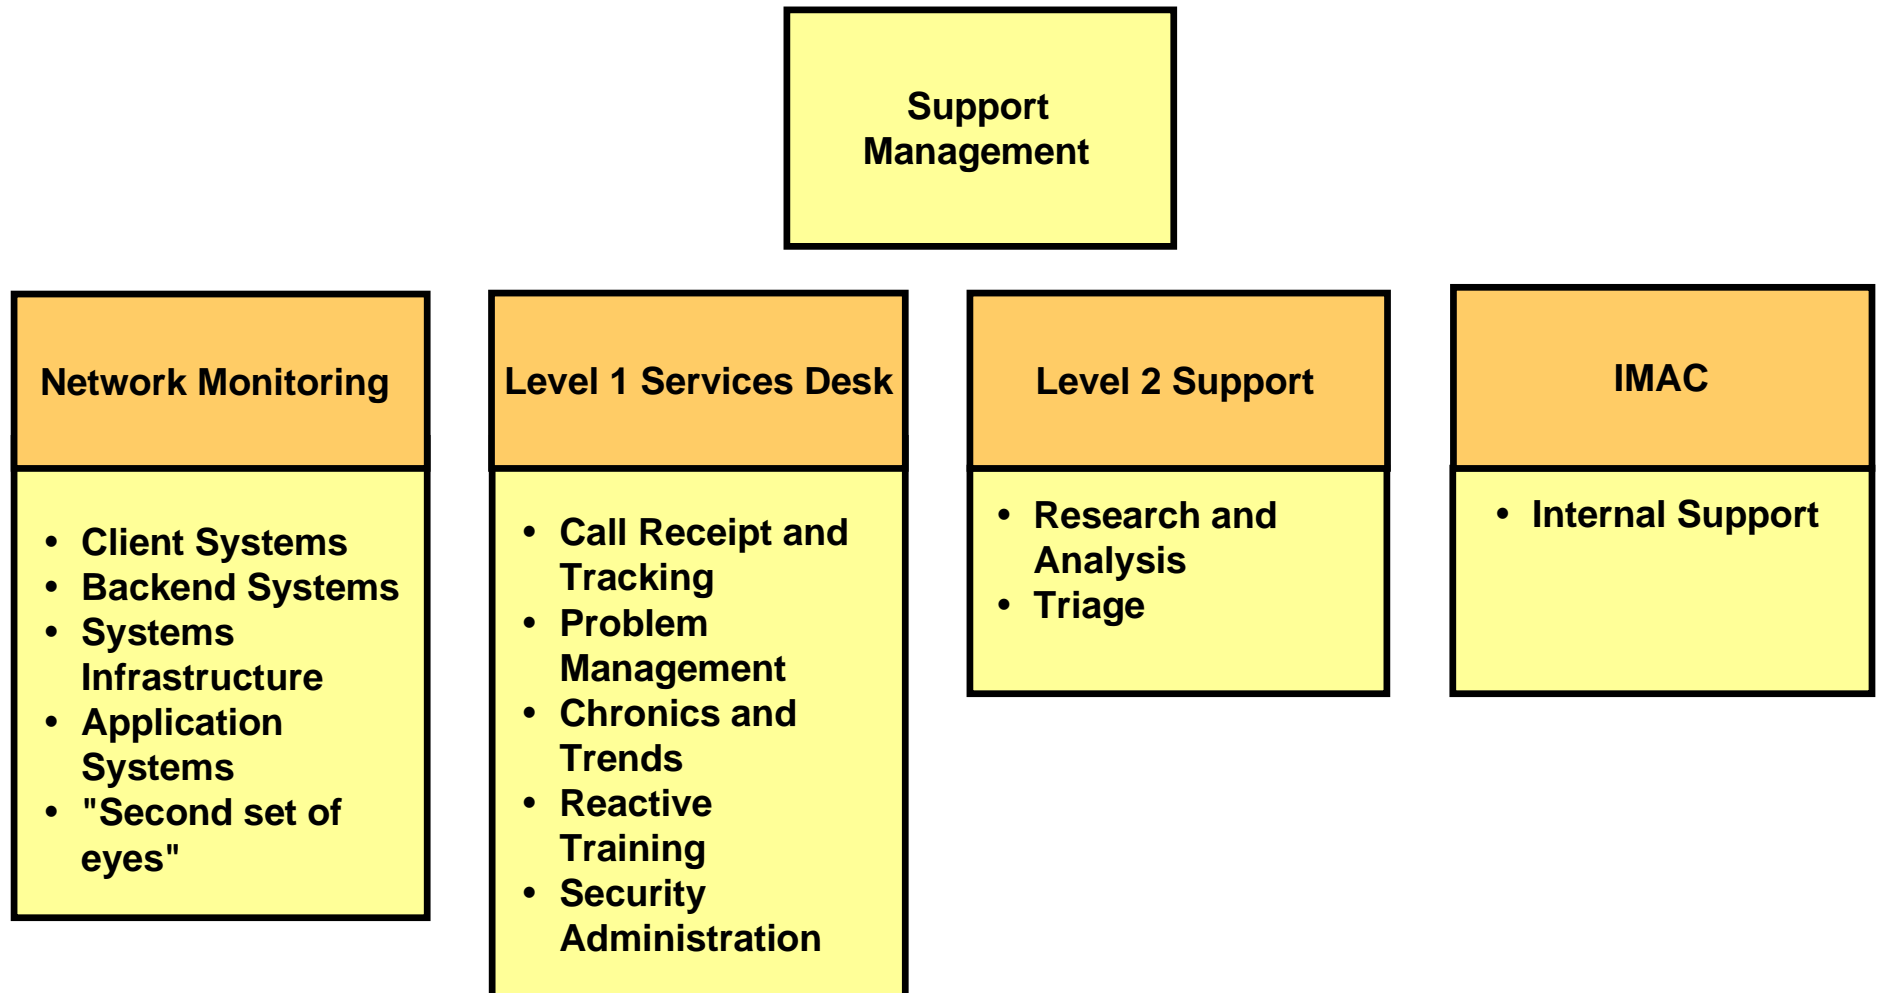 Support
Management
Network Monitoring
• Client Systems
• Backend Systems
• Systems
Infrastructure
• Application
Systems
• "Second set of
eyes"
Level 1 Services Desk
• Call Receipt and
Tracking
• Problem
Management
• Chronics and
Trends
• Reactive
Training
• Security
Administration
Level 2 Support
• Research and
Analysis
• Triage
IMAC
• Internal Support